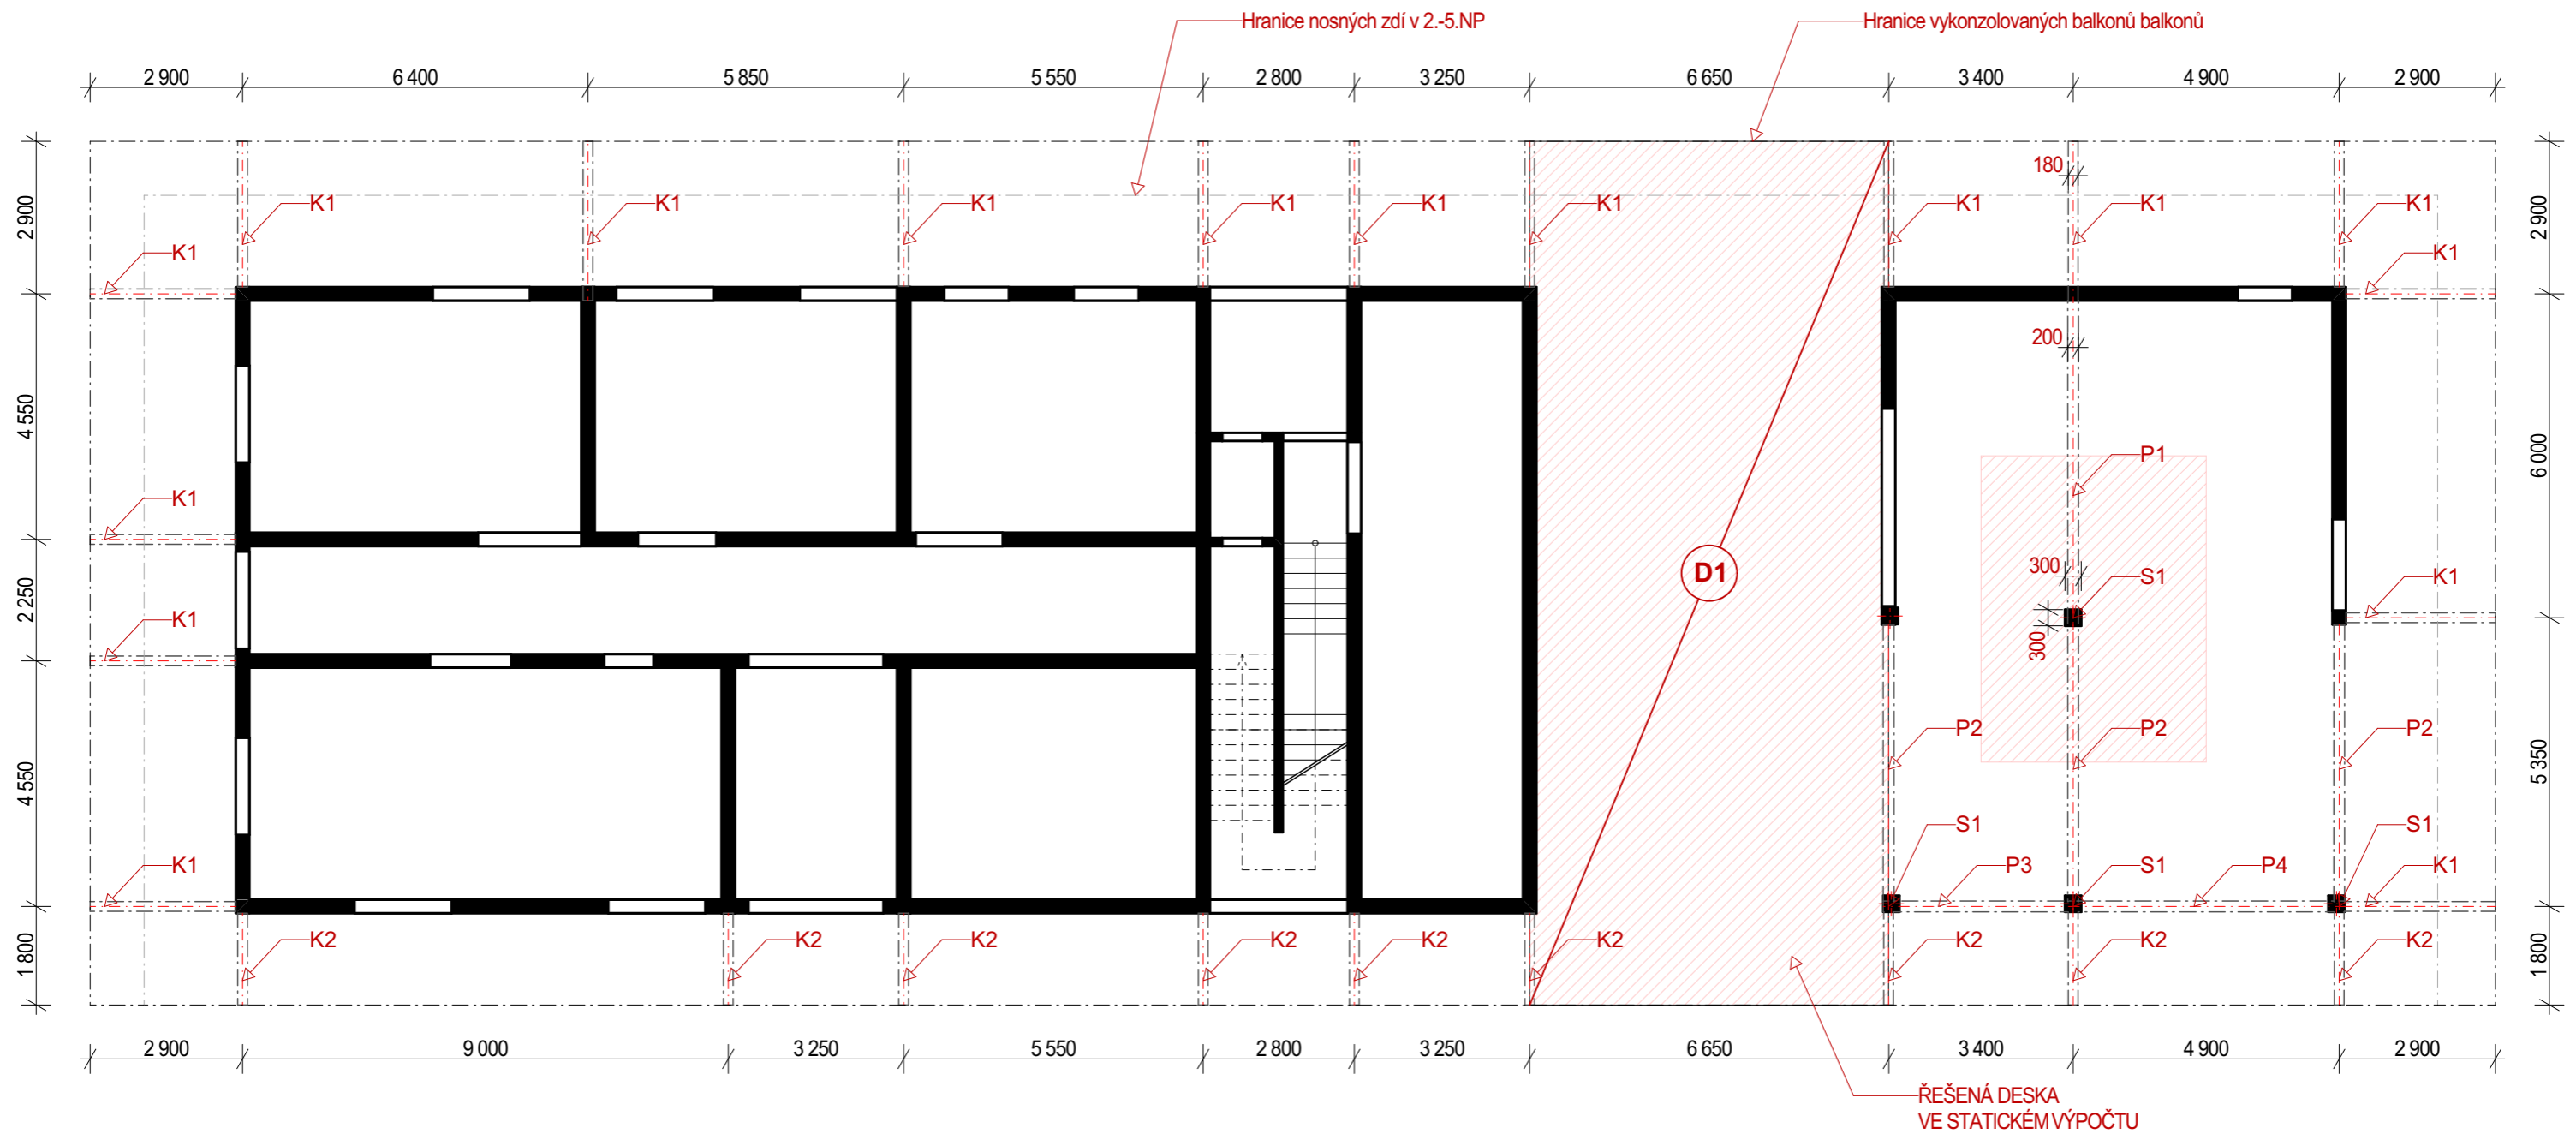 Hranice nosných zdí v 2.-5.NP
Hranice vykonzolovaných balkonů balkonů
2 900
6 400
5 850
5 550
2 800
3 250
6 650
3 400
4 900
2 900
180
K1
K1
K1
K1
K1
K1
K1
K1
K1
2 900
2 900
K1
K1
200
4 550
6 000
P1
K1
300
S1
K1
2 250
D1
K1
300
P2
P2
P2
4 550
5 350
S1
S1
K1
P3
S1
P4
K1
K2
K2
K2
K2
K2
K2
K2
K2
K2
1 800
1 800
2 900
9 000
3 250
5 550
2 800
3 250
6 650
3 400
4 900
2 900
ŘEŠENÁ DESKA
VE STATICKÉM VÝPOČTU